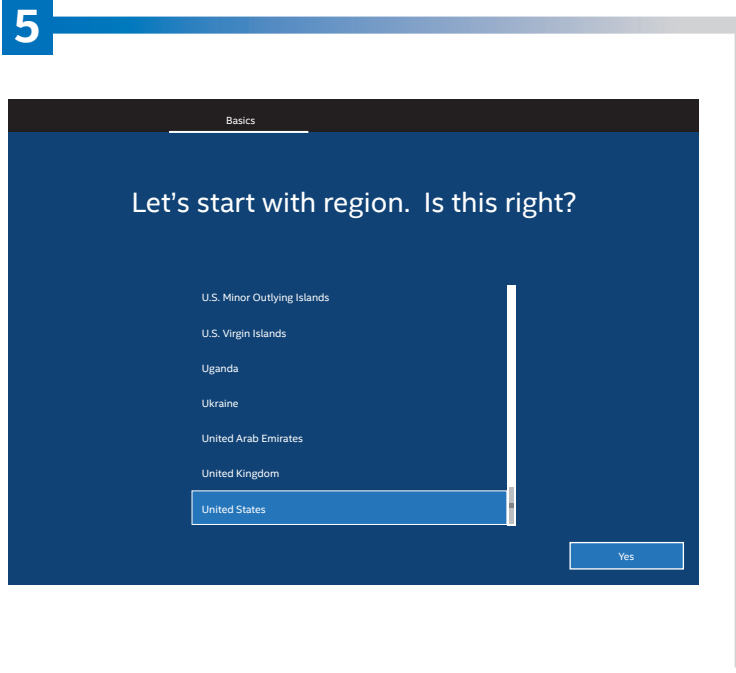 5
Basics
Let’s start with region.  Is this right?
U.S. Minor Outlying Islands
U.S. Virgin Islands
Uganda
Ukraine
United Arab Emirates
United Kingdom
United States
Yes